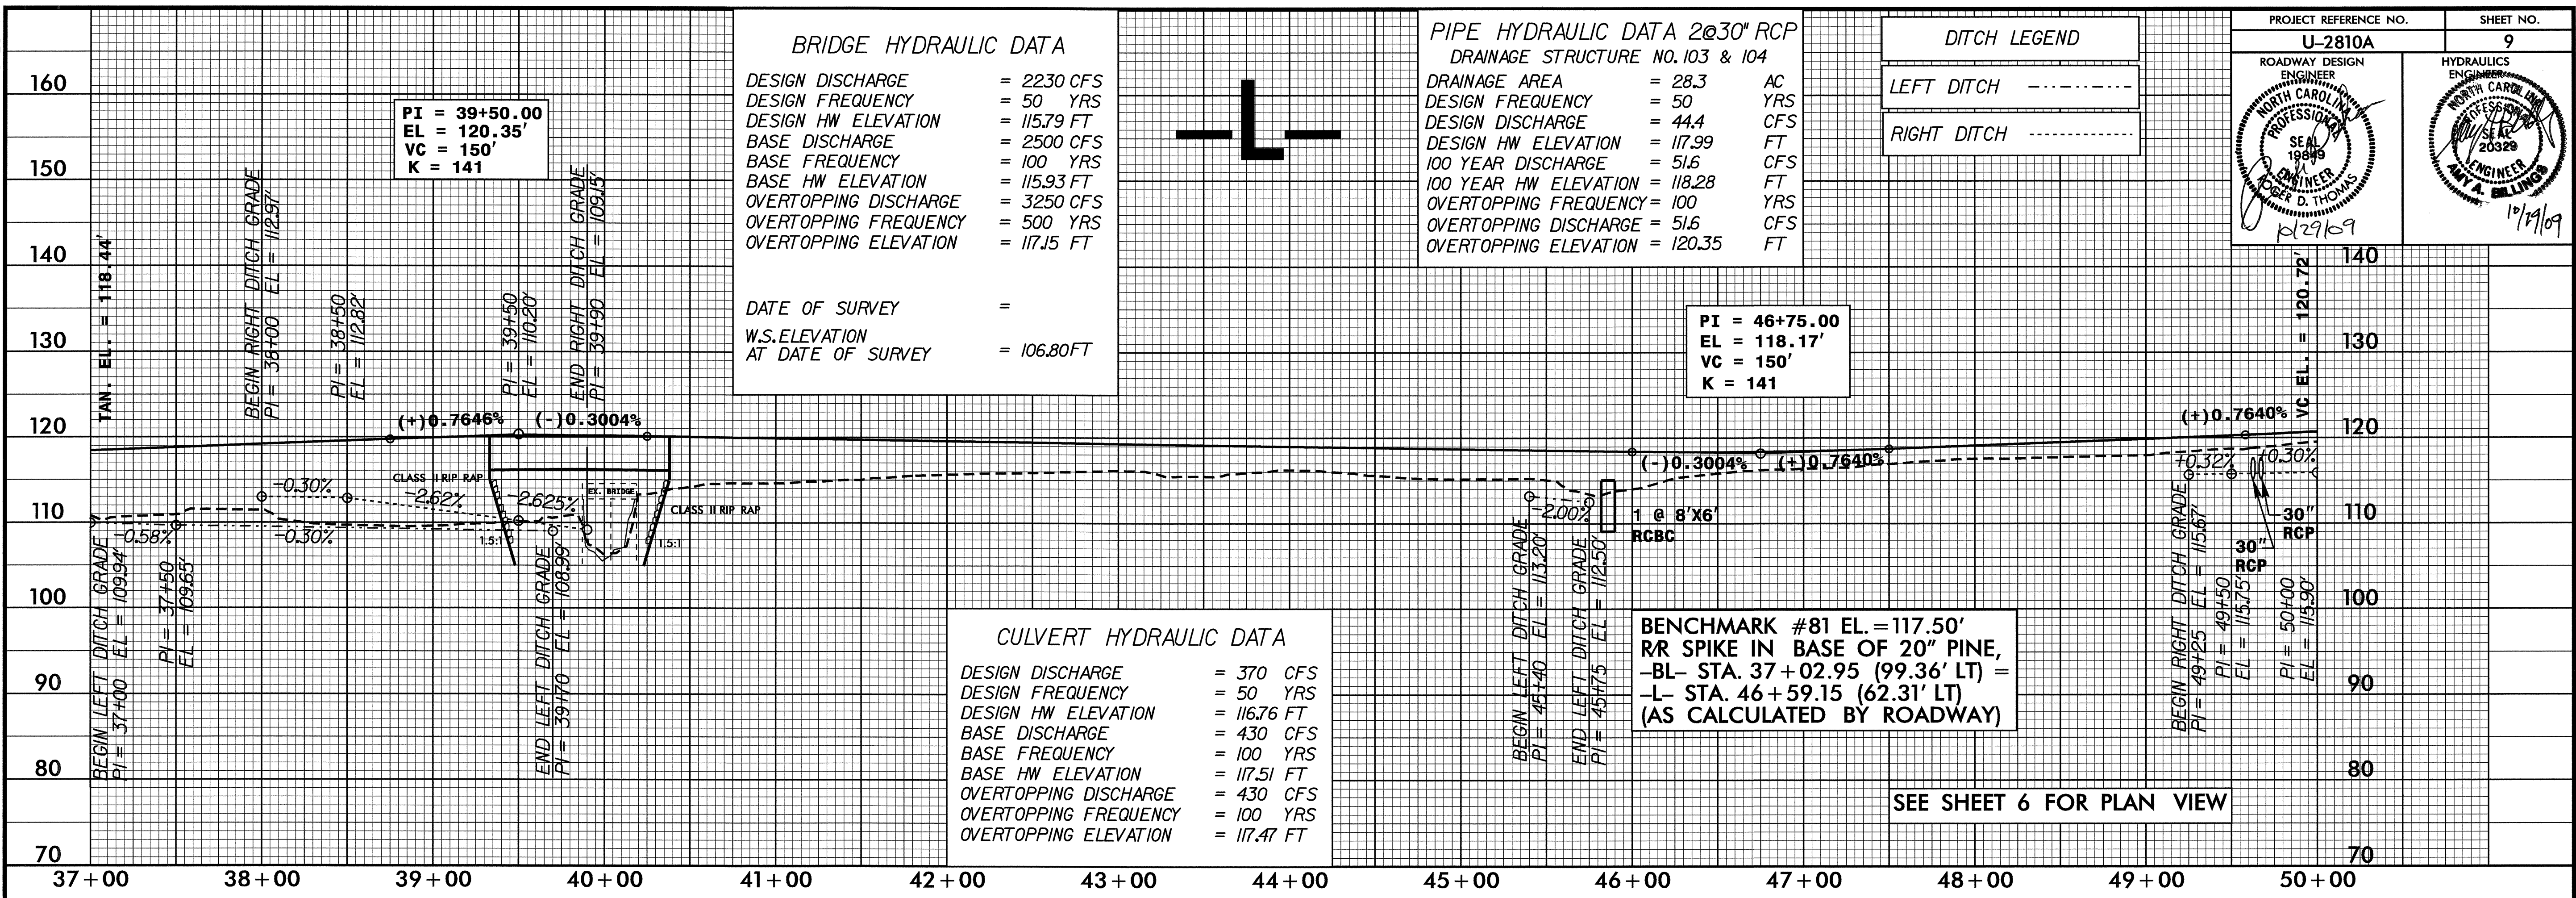 PROJECT REFERENCE NO.
SHEET NO.
U-2810A
9
ROADWAY DESIGN
ENGINEER
HYDRAULICS
ENGINEER
NORTH CAROLINA
PROFESSIONAL
SEAL
19849
ENGINEER
ROGER D. THOMAS
10/29/09
NORTH CAROLINA
PROFESSIONAL
SEAL
20329
ENGINEER
AMY A. BILLINGS
10/29/09
BRIDGE HYDRAULIC DATA
DESIGN DISCHARGE = 2230 CFS
DESIGN FREQUENCY = 50 YRS
DESIGN HW ELEVATION = 115.79 FT
BASE DISCHARGE = 2500 CFS
BASE FREQUENCY = 100 YRS
BASE HW ELEVATION = 115.93 FT
OVERTOPPING DISCHARGE = 3250 CFS
OVERTOPPING FREQUENCY = 500 YRS
OVERTOPPING ELEVATION = 117.15 FT
DATE OF SURVEY =
W.S.ELEVATION
AT DATE OF SURVEY = 106.80FT
L
PIPE HYDRAULIC DATA 2@30" RCP
DRAINAGE STRUCTURE NO. 103 & 104
DRAINAGE AREA = 28.3 AC
DESIGN FREQUENCY = 50 YRS
DESIGN DISCHARGE = 44.4 CFS
DESIGN HW ELEVATION = 117.99 FT
100 YEAR DISCHARGE = 51.6 CFS
100 YEAR HW ELEVATION = 118.28 FT
OVERTOPPING FREQUENCY = 100 YRS
OVERTOPPING DISCHARGE = 51.6 CFS
OVERTOPPING ELEVATION = 120.35 FT
DITCH LEGEND
LEFT DITCH
RIGHT DITCH
PI = 39+50.00
EL = 120.35'
VC = 150'
K = 141
PI = 46+75.00
EL = 118.17'
VC = 150'
K = 141
160
150
140
130
120
110
100
90
80
70
140
130
120
110
100
90
80
70
TAN. EL. = 118.44'
BEGIN RIGHT DITCH GRADE
PI = 38+00 EL = 112.97'
PI = 38+50
EL = 112.82'
PI = 39+50
EL = 110.20'
END RIGHT DITCH GRADE
PI = 39+90 EL = 109.15'
VC EL. = 120.72'
(+)0.7646%
(-)0.3004%
(-)0.3004%
(+)0.7640%
(+)0.7640%
CLASS II RIP RAP
-0.30%
-2.62%
-2.625%
EX. BRIDGE
CLASS II RIP RAP
-0.58%
-0.30%
1.5:1
1.5:1
-2.00%
1 @ 8'X6'
RCBC
+0.32%
+0.30%
30"
RCP
30"
RCP
BEGIN LEFT DITCH GRADE
PI = 37+00 EL = 109.94'
PI = 37+50
EL = 109.65'
END LEFT DITCH GRADE
PI = 39+70 EL = 108.99'
BEGIN LEFT DITCH GRADE
PI = 45+40 EL = 113.20'
END LEFT DITCH GRADE
PI = 45+75 EL = 112.50'
BEGIN RIGHT DITCH GRADE
PI = 49+25 EL = 115.67'
PI = 49+50
EL = 115.75'
PI = 50+00
EL = 115.90'
CULVERT HYDRAULIC DATA
DESIGN DISCHARGE = 370 CFS
DESIGN FREQUENCY = 50 YRS
DESIGN HW ELEVATION = 116.76 FT
BASE DISCHARGE = 430 CFS
BASE FREQUENCY = 100 YRS
BASE HW ELEVATION = 117.51 FT
OVERTOPPING DISCHARGE = 430 CFS
OVERTOPPING FREQUENCY = 100 YRS
OVERTOPPING ELEVATION = 117.47 FT
BENCHMARK #81 EL.=117.50'
R/R SPIKE IN BASE OF 20" PINE,
-BL- STA. 37+02.95 (99.36' LT) =
-L- STA. 46+59.15 (62.31' LT)
(AS CALCULATED BY ROADWAY)
SEE SHEET 6 FOR PLAN VIEW
37+00 38+00 39+00 40+00 41+00 42+00 43+00 44+00 45+00 46+00 47+00 48+00 49+00 50+00